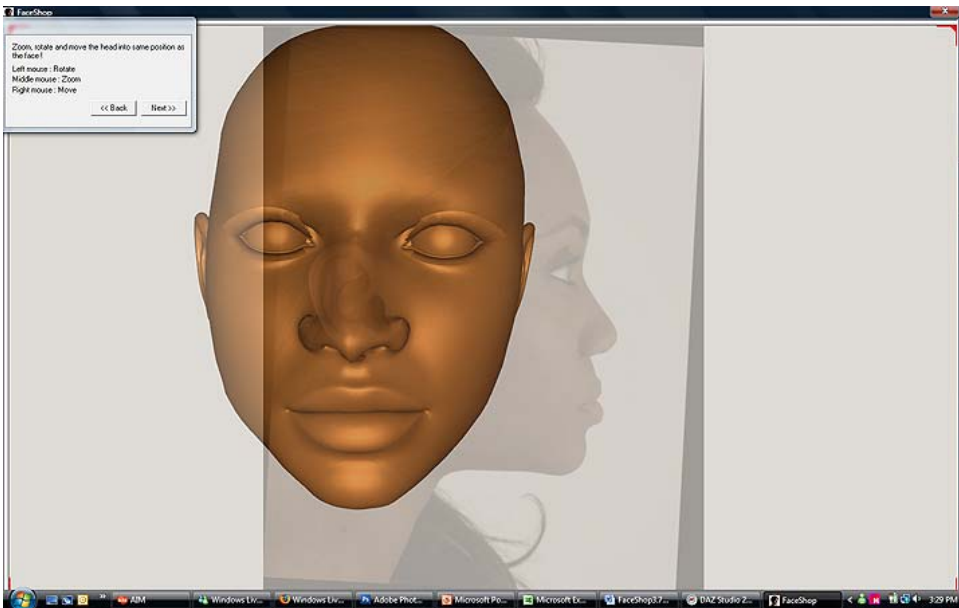 FaceShop
Zoom, rotate and move the head into same position as
the face!
Left mouse : Rotate
Middle mouse : Zoom
Right mouse : Move
<< Back
Next >>
AIM
Windows Liv...
Windows Liv...
Adobe Phot...
Microsoft Po...
Microsoft Ex...
FaceShop3.7...
DAZ Studio 2...
FaceShop
3:29 PM